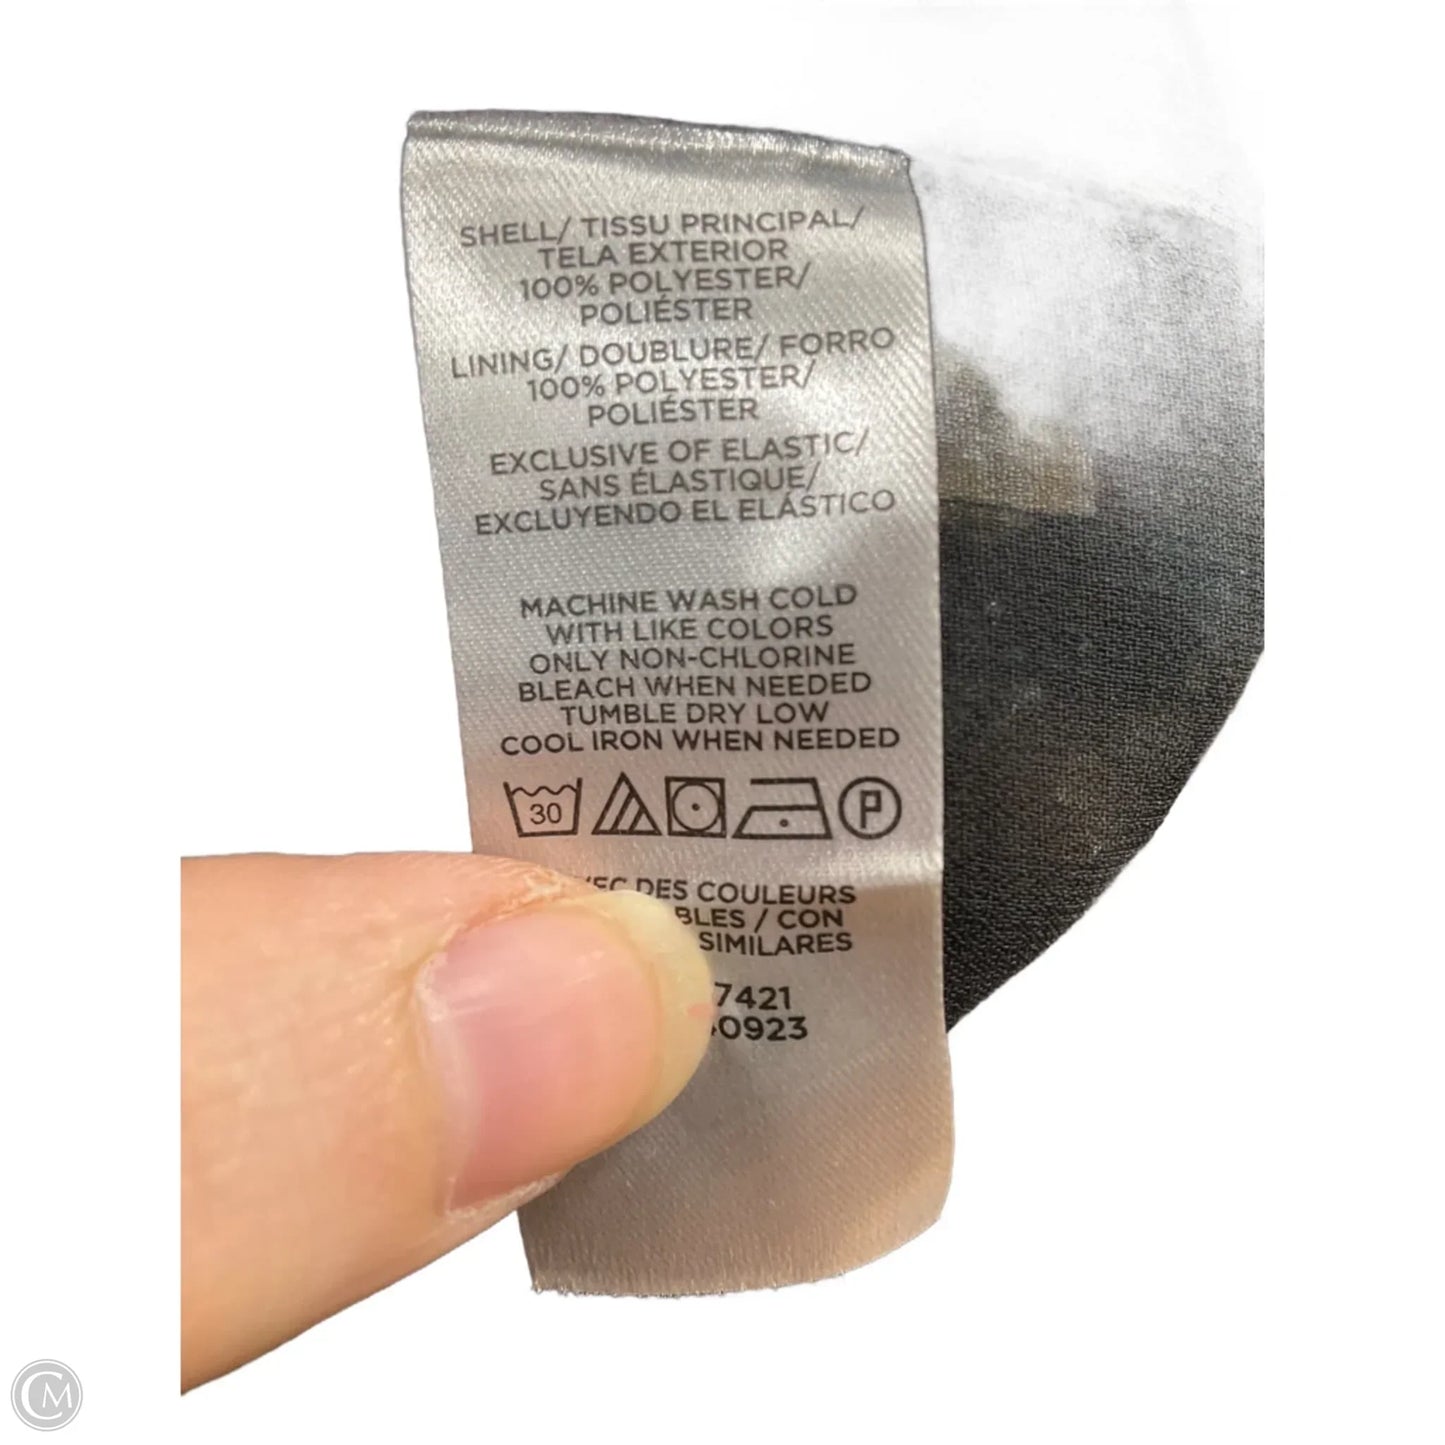 SHELL/ TISSU PRINCIPAL/
TELA EXTERIOR
100% POLYESTER/
POLIÉSTER
LINING/ DOUBLURE/ FORRO
100% POLYESTER/
POLIÉSTER
EXCLUSIVE OF ELASTIC/
SANS ÉLASTIQUE/
EXCLUYENDO EL ELÁSTICO
MACHINE WASH COLD
WITH LIKE COLORS
ONLY NON-CHLORINE
BLEACH WHEN NEEDED
TUMBLE DRY LOW
COOL IRON WHEN NEEDED
30 P
DES COULEURS
/ CON
SIMILARES
CM